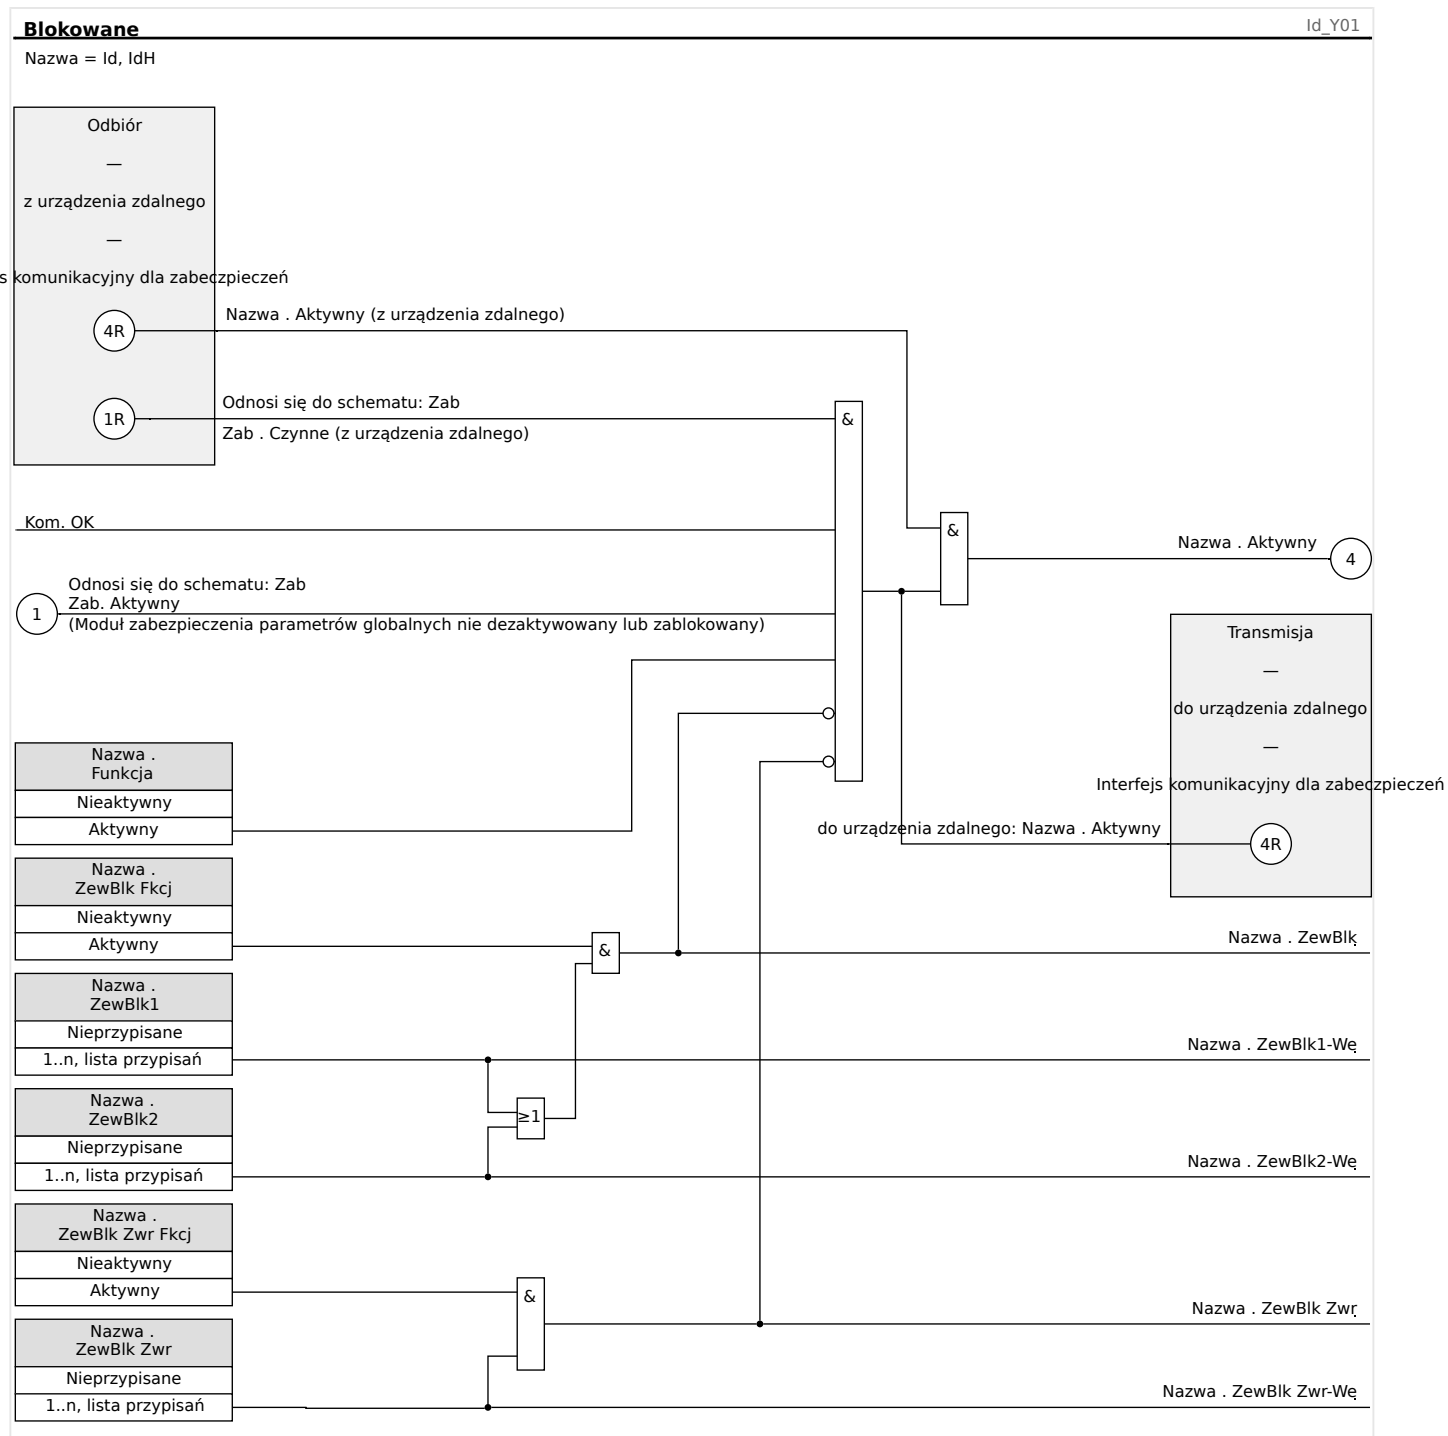 Blokowane
Id_Y01
Nazwa = Id, IdH
Odbiór
—
z urządzenia zdalnego
—
s komunikacyjny dla zabeczpieczeń
4R
Nazwa . Aktywny (z urządzenia zdalnego)
1R
Odnosi się do schematu: Zab
Zab . Czynne (z urządzenia zdalnego)
&
Kom. OK
&
Nazwa . Aktywny
4
1
Odnosi się do schematu: Zab
Zab. Aktywny
(Moduł zabezpieczenia parametrów globalnych nie dezaktywowany lub zablokowany)
Transmisja
—
do urządzenia zdalnego
—
Interfejs komunikacyjny dla zabeczpieczeń
do urządzenia zdalnego: Nazwa . Aktywny
4R
Nazwa .
Funkcja
Nieaktywny
Aktywny
Nazwa .
ZewBlk Fkcj
Nieaktywny
Aktywny
&
Nazwa . ZewBlk
Nazwa .
ZewBlk1
Nieprzypisane
1..n, lista przypisań
Nazwa . ZewBlk1-We
≥1
Nazwa .
ZewBlk2
Nieprzypisane
1..n, lista przypisań
Nazwa . ZewBlk2-We
Nazwa .
ZewBlk Zwr Fkcj
Nieaktywny
Aktywny
&
Nazwa . ZewBlk Zwr
Nazwa .
ZewBlk Zwr
Nieprzypisane
1..n, lista przypisań
Nazwa . ZewBlk Zwr-We